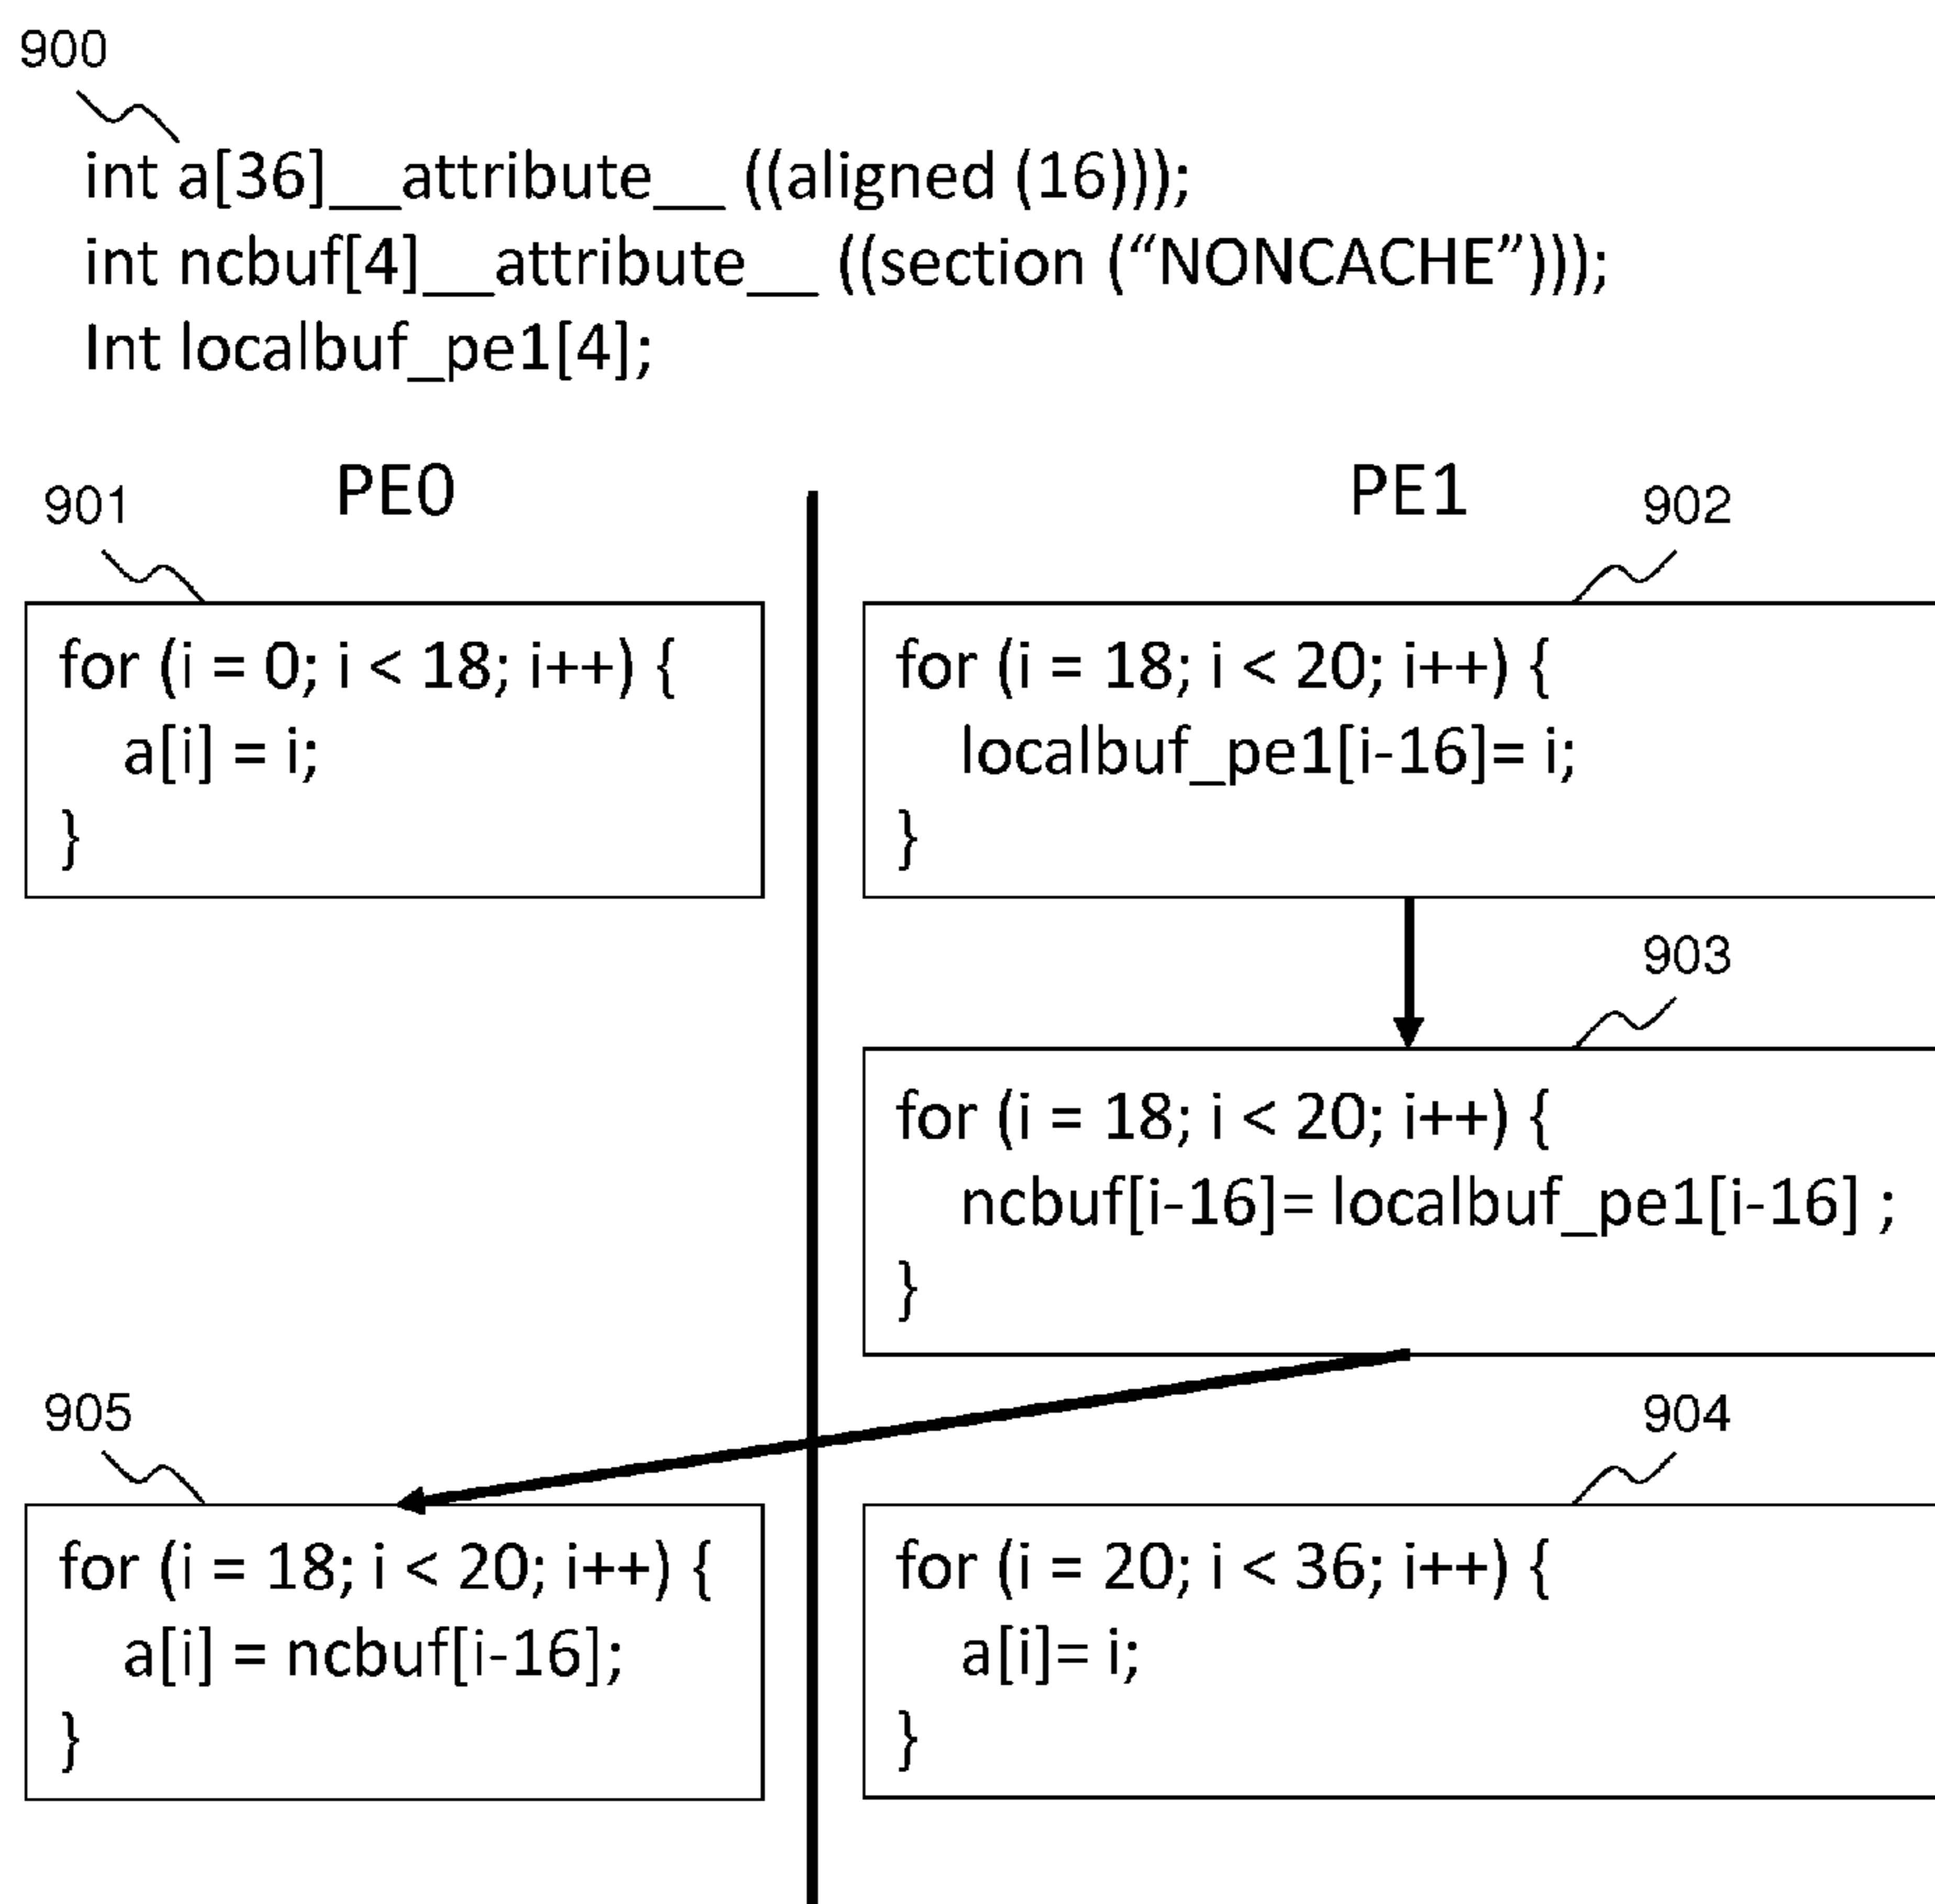 900
int a[36]__attribute__ ((aligned (16)));
int ncbuf[4]__attribute__ ((section (“NONCACHE”)));
Int localbuf_pe1[4];
PE0
PE1
901
for (i = 0; i < 18; i++) {
a[i] = i;
}
902
for (i = 18; i < 20; i++) {
localbuf_pe1[i-16]= i;
}
903
for (i = 18; i < 20; i++) {
ncbuf[i-16]= localbuf_pe1[i-16] ;
}
905
for (i = 18; i < 20; i++) {
a[i] = ncbuf[i-16];
}
904
for (i = 20; i < 36; i++) {
a[i]= i;
}